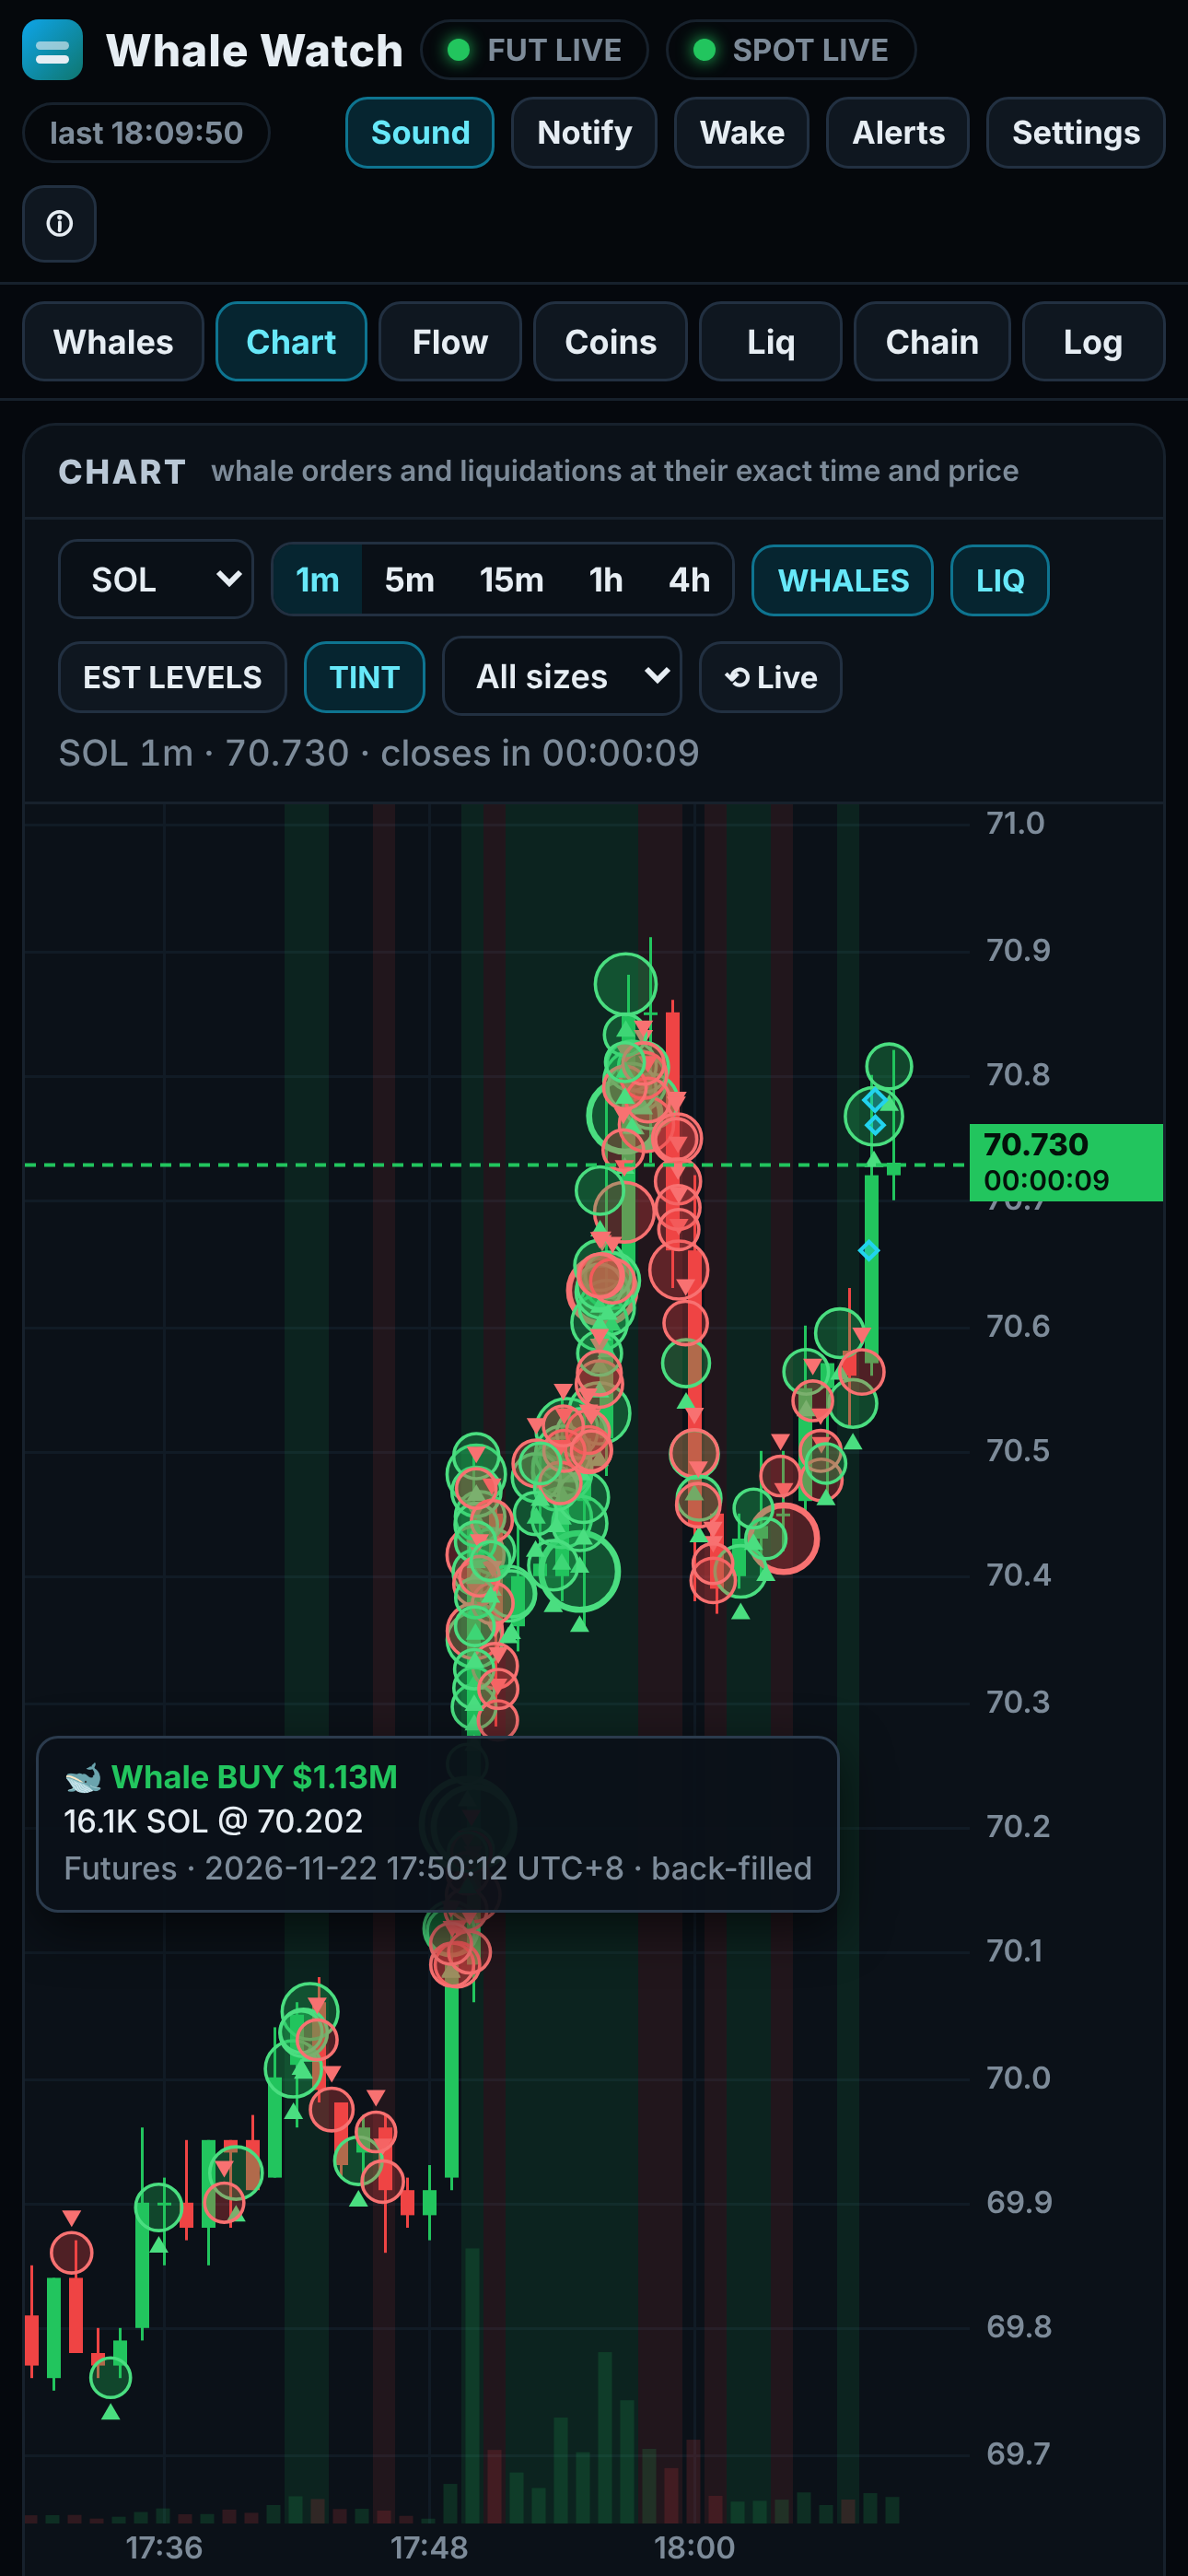 Whale Watch FUT LIVE SPOT LIVE
last 18:09:50 Sound Notify Wake Alerts Settings
Whales Chart Flow Coins Liq Chain Log
CHART whale orders and liquidations at their exact time and price
SOL 1m 5m 15m 1h 4h WHALES LIQ
EST LEVELS TINT All sizes ⟲ Live
SOL 1m · 70.730 · closes in 00:00:09
71.0
70.9
70.8
70.730
00:00:09
70.7
70.6
70.5
70.4
70.3
🐋 Whale BUY $1.13M
16.1K SOL @ 70.202
70.2
Futures · 2026-11-22 17:50:12 UTC+8 · back-filled
70.1
70.0
69.9
69.8
69.7
17:36 17:48 18:00